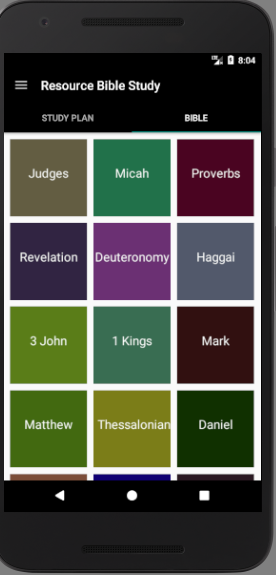 8:04
Resource Bible Study
STUDY PLAN BIBLE
Judges Micah Proverbs
Revelation Deuteronomy Haggai
3 John 1 Kings Mark
Matthew Thessalonian Daniel